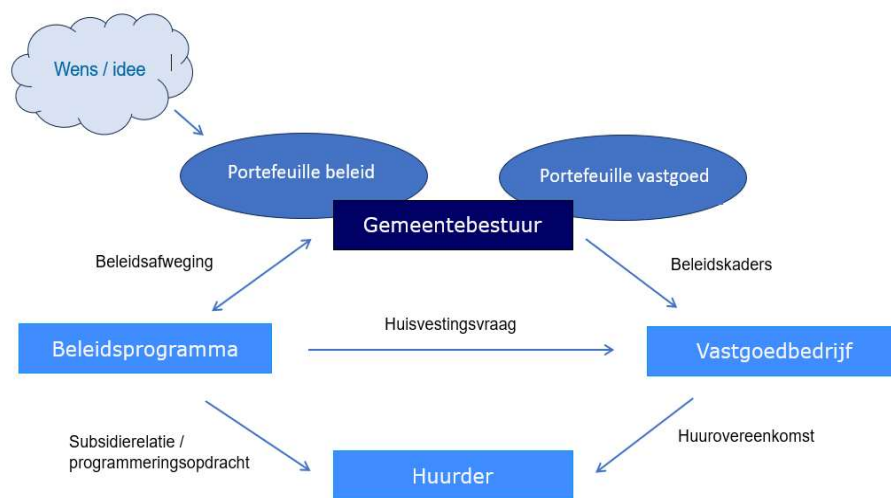 Wens / idee
Portefeuille beleid
Portefeuille vastgoed
Gemeentebestuur
Beleidsafweging
Beleidskaders
Huisvestingsvraag
Beleidsprogramma
Vastgoedbedrijf
Subsidierelatie /
programmeringsopdracht
Huurovereenkomst
Huurder